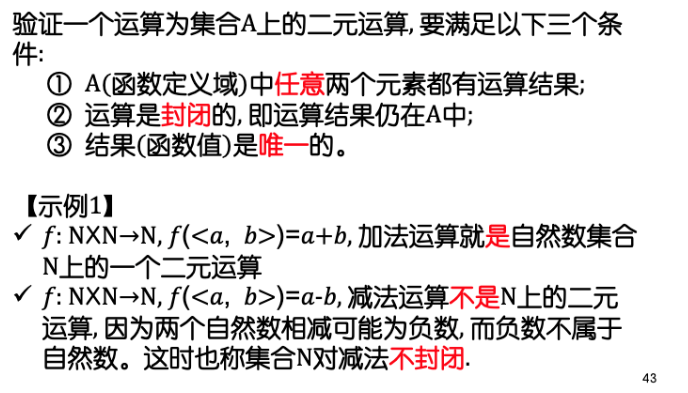 验证一个运算为集合A上的二元运算, 要满足以下三个条
件:
① A(函数定义域)中任意两个元素都有运算结果;
② 运算是封闭的, 即运算结果仍在A中;
③ 结果(函数值)是唯一的。
【示例1】
✓ f: N×N→N, f(<a, b>)=a+b, 加法运算就是自然数集合
N上的一个二元运算
✓ f: N×N→N, f(<a, b>)=a-b, 减法运算不是N上的二元
运算, 因为两个自然数相减可能为负数, 而负数不属于
自然数。这时也称集合N对减法不封闭.
43